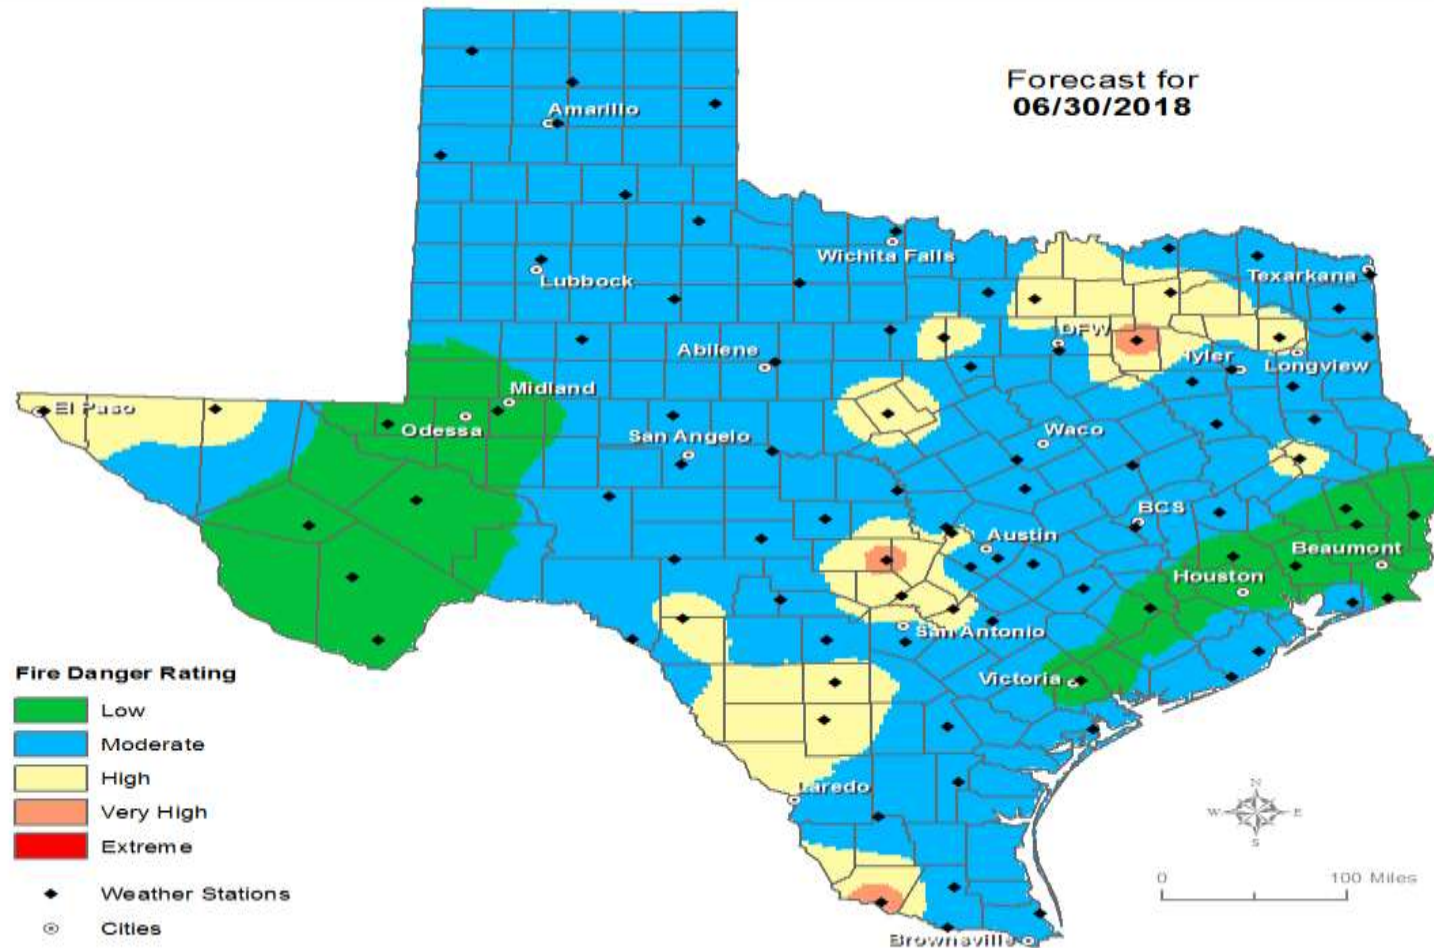 Forecast for
06/30/2018
Amarillo
Wichita Falls
Texarkana
Lubbock
DFW
Abilene
Tyler
Longview
Midland
El Paso
Odessa
San Angelo
Waco
BCS
Austin
Beaumont
Houston
San Antonio
Victoria
Laredo
Brownsville
Fire Danger Rating
Low
Moderate
High
Very High
Extreme
Weather Stations
Cities
N
W E
S
0 100 Miles